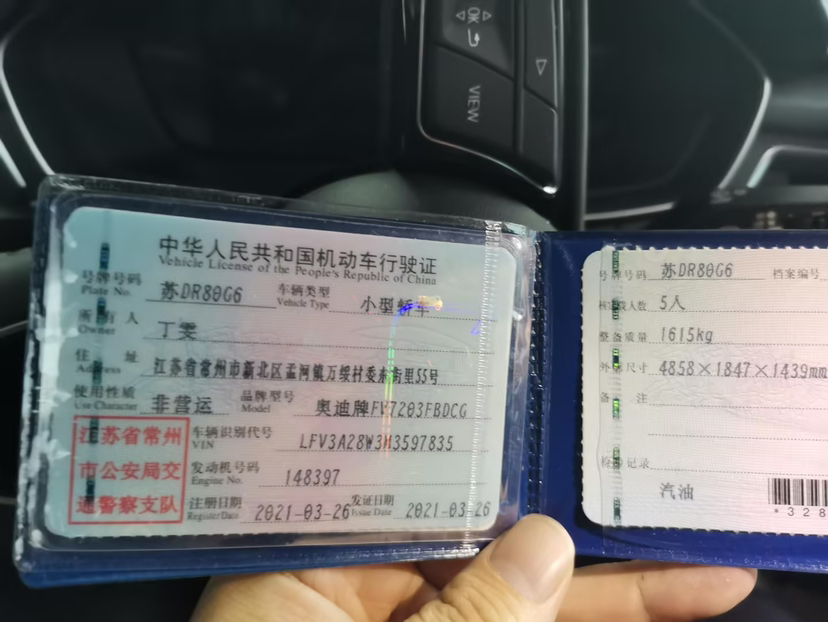 OK
VIEW
中华人民共和国机动车行驶证
Vehicle License of the People's Republic of China
号牌号码 苏DR80G6 车辆类型 小型轿车
Plate No. Vehicle Type
所有人 丁雯
Owner
住址 江苏省常州市新北区孟河镇万绥村委东街里55号
Address
使用性质 非营运 品牌型号 奥迪牌FV7203FBDCG
Use Character Model
江苏省常州
市公安局交
通警察支队
车辆识别代号 LFV3A28W3M3597835
VIN
发动机号码 148397
Engine No.
注册日期 2021-03-26 发证日期 2021-03-26
Register Date Issue Date
号牌号码 苏DR80G6 档案编号
核定载人数 5人
整备质量 1615kg
外廓尺寸 4858×1847×1439mm
备注
检验记录
汽油
*328